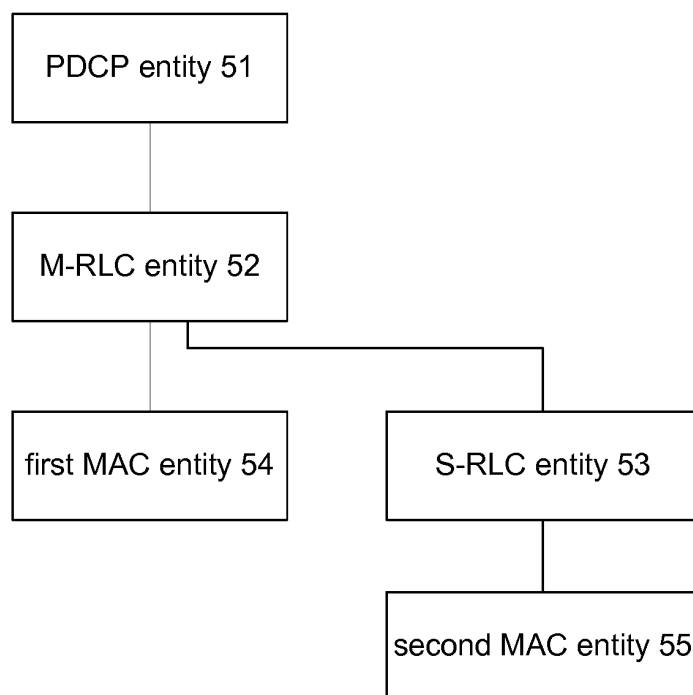 PDCP entity 51
M-RLC entity 52
first MAC entity 54
S-RLC entity 53
second MAC entity 55